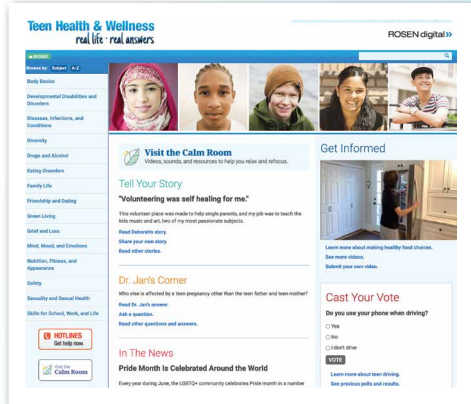 Teen Health & Wellness
real life · real answers
ROSEN digital»
Browse by: Subject A-Z
Body Basics
Developmental Disabilities and
Disorders
Diseases, Infections, and
Conditions
Diversity
Drugs and Alcohol
Eating Disorders
Family Life
Friendship and Dating
Green Living
Grief and Loss
Mind, Mood, and Emotions
Nutrition, Fitness, and
Appearance
Safety
Sexuality and Sexual Health
Skills for School, Work, and Life
HOTLINES
Get help now.
Visit the
Calm Room
Visit the Calm Room
Videos, sounds, and resources to help you relax and refocus.
Tell Your Story
"Volunteering was self healing for me."
This volunteer place was made to help single parents, and my job was to teach the
kids music and art, two of my most passionate subjects.
Read Deborah's story.
Share your own story.
Read other stories.
Dr. Jan's Corner
Who else is affected by a teen pregnancy other than the teen father and teen mother?
Read Dr. Jan's answer.
Ask a question.
Read other questions and answers.
In The News
Pride Month Is Celebrated Around the World
Every year during June, the LGBTQ+ community celebrates Pride month in a number
Get Informed
Learn more about making healthy food choices.
See more videos.
Submit your own video.
Cast Your Vote
Do you use your phone when driving?
Yes
No
I don't drive
VOTE
Learn more about teen driving.
See previous polls and results.